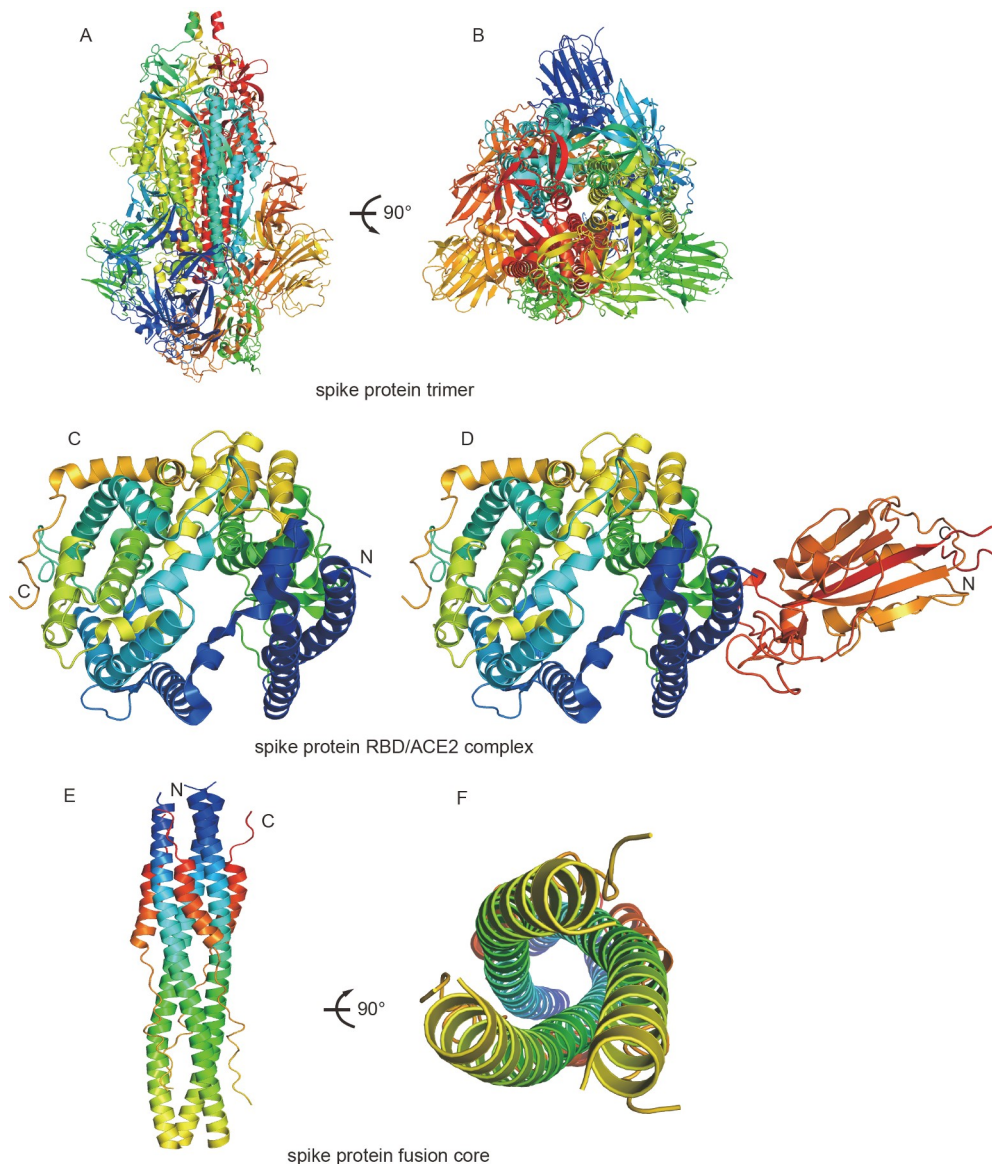 A
B
90°
spike protein trimer
C
D
N
C
C
N
spike protein RBD/ACE2 complex
E
N
C
F
90°
spike protein fusion core